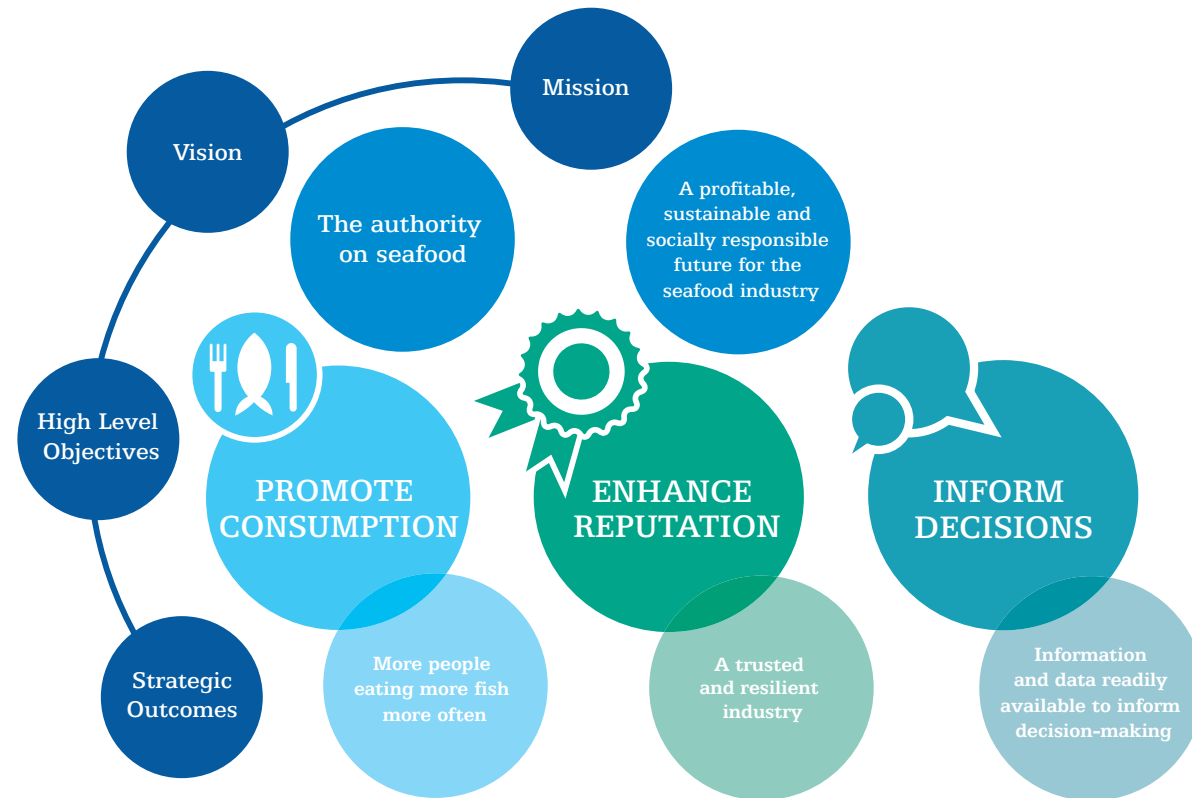 Mission
Vision
The authority
on seafood
A profitable,
sustainable and
socially responsible
future for the
seafood industry
High Level
Objectives
PROMOTE
CONSUMPTION
ENHANCE
REPUTATION
INFORM
DECISIONS
Strategic
Outcomes
More people
eating more fish
more often
A trusted
and resilient
industry
Information
and data readily
available to inform
decision-making